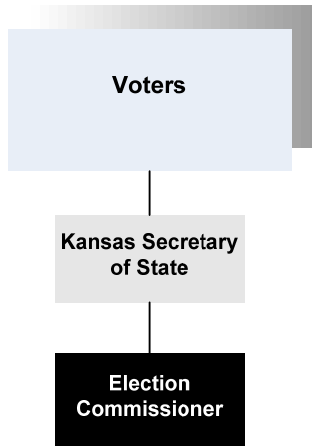 Voters
Kansas Secretary
of State
Election
Commissioner